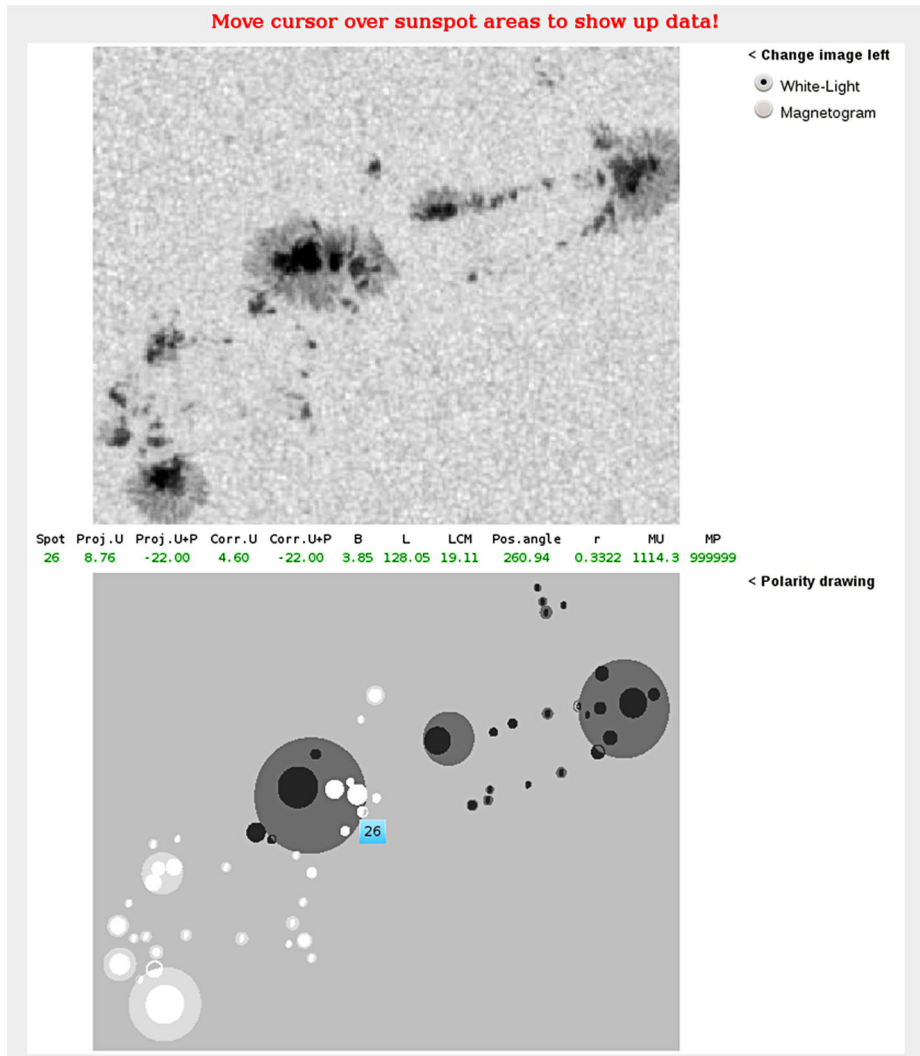 Move cursor over sunspot areas to show up data!
< Change image left
White-Light
Magnetogram
Spot Proj.U Proj.U+P Corr.U Corr.U+P B L LCM Pos.angle r MU MP
26 8.76 -22.00 4.60 -22.00 3.85 128.05 19.11 260.94 0.3322 1114.3 999999
< Polarity drawing
26